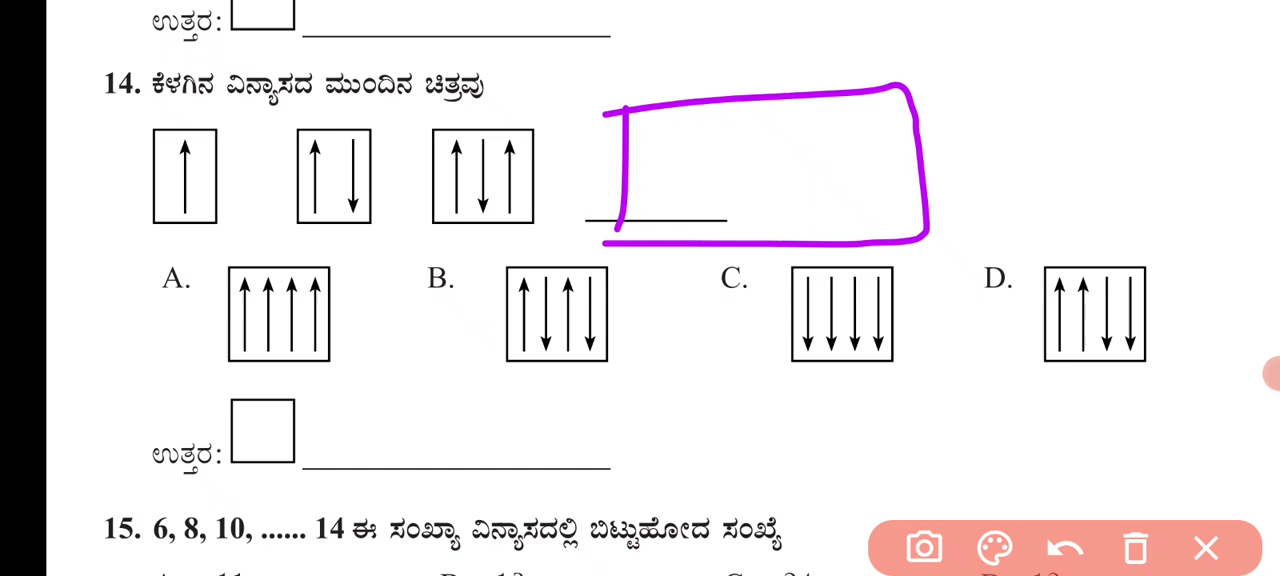 ಉತ್ತರ:
14. ಕೆಳಗಿನ ವಿನ್ಯಾಸದ ಮುಂದಿನ ಚಿತ್ರವು
A. B. C. D.
ಉತ್ತರ:
15. 6, 8, 10, ...... 14 ಈ ಸಂಖ್ಯಾ ವಿನ್ಯಾಸದಲ್ಲಿ ಬಿಟ್ಟುಹೋದ ಸಂಖ್ಯೆ